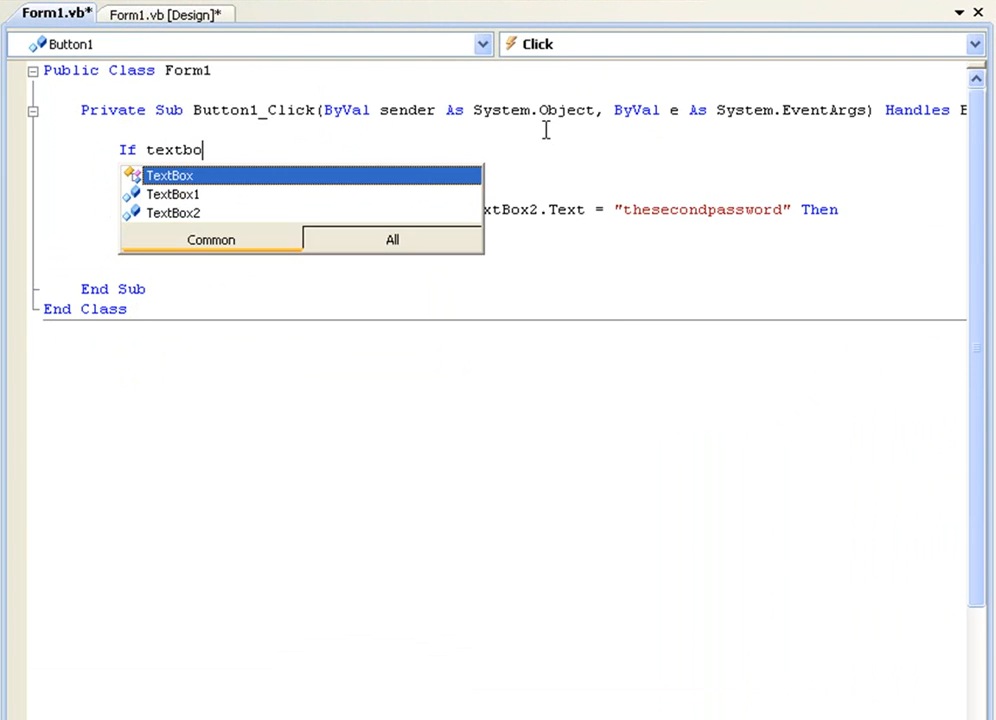 Form1.vb* Form1.vb [Design]*
Button1 Click
Public Class Form1
Private Sub Button1_Click(ByVal sender As System.Object, ByVal e As System.EventArgs) Handles
If textbo
TextBox
TextBox1
TextBox2
xtBox2.Text = "thesecondpassword" Then
Common All
End Sub
End Class